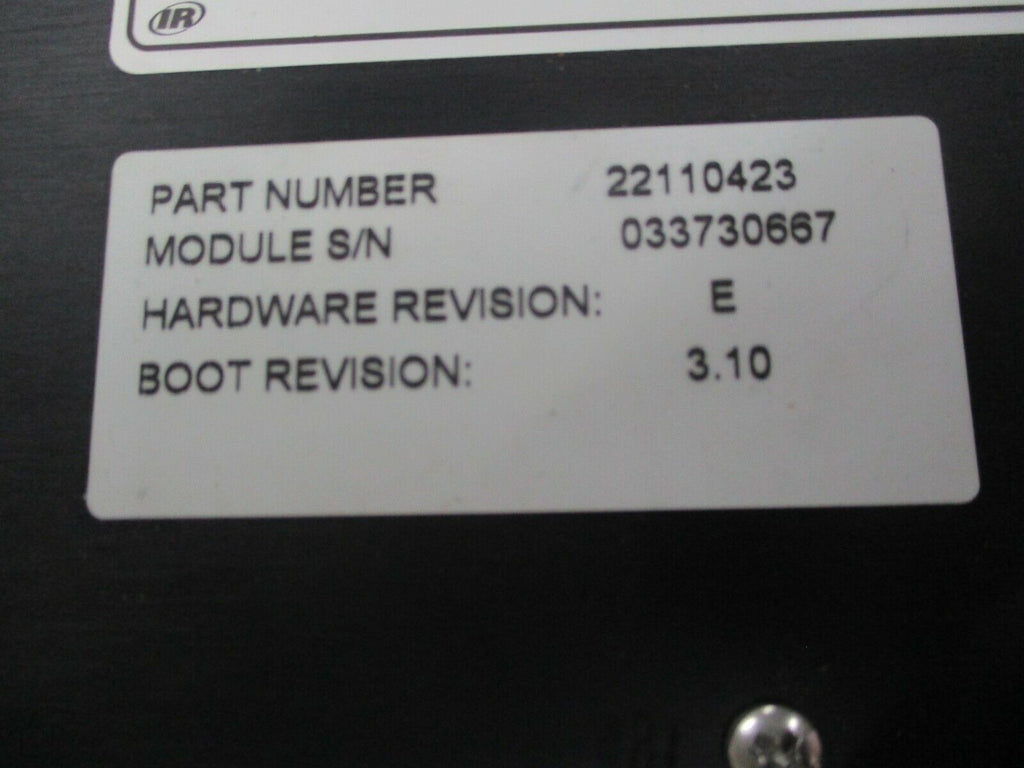 IR
PART NUMBER 22110423
MODULE S/N 033730667
HARDWARE REVISION: E
BOOT REVISION: 3.10